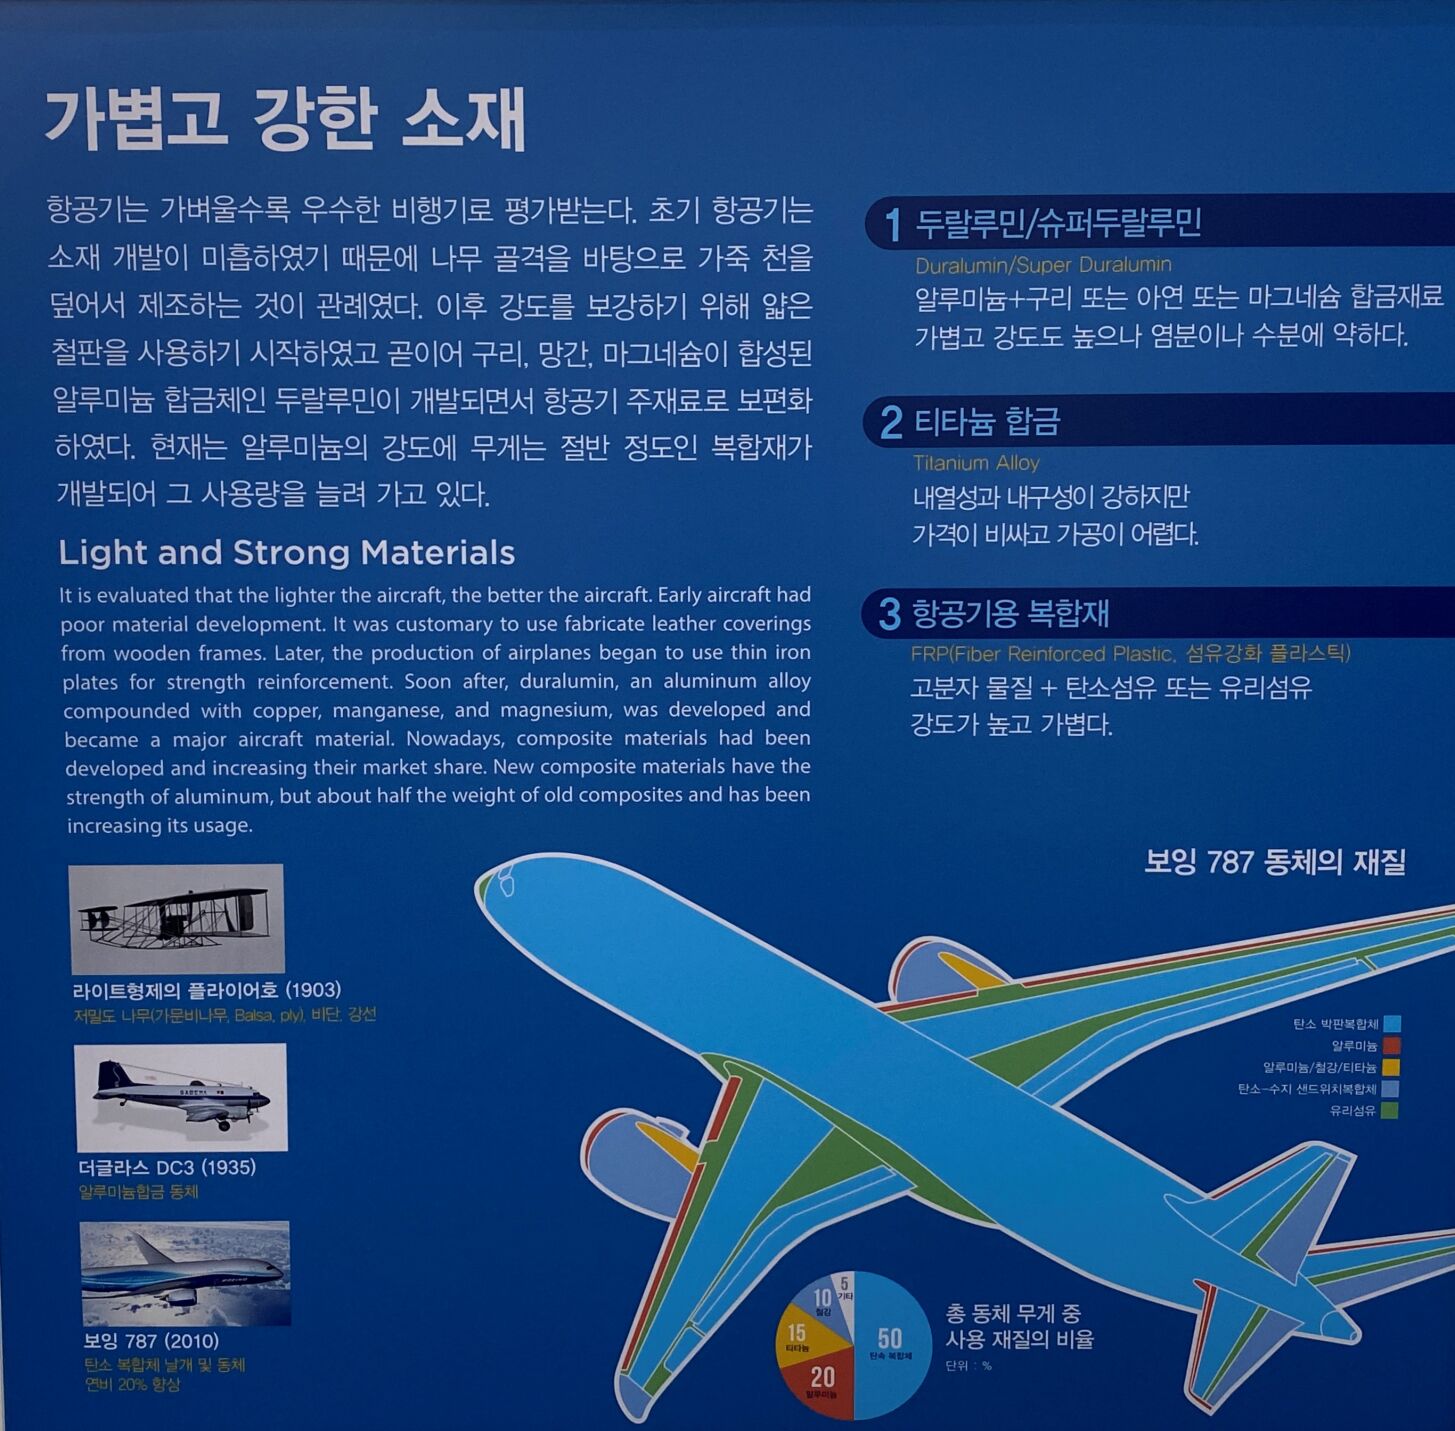 가볍고 강한 소재
항공기는 가벼울수록 우수한 비행기로 평가받는다. 초기 항공기는
소재 개발이 미흡하였기 때문에 나무 골격을 바탕으로 가죽 천을
덮어서 제조하는 것이 관례였다. 이후 강도를 보강하기 위해 얇은
철판을 사용하기 시작하였고 곧이어 구리, 망간, 마그네슘이 합성된
알루미늄 합금체인 두랄루민이 개발되면서 항공기 주재료로 보편화
하였다. 현재는 알루미늄의 강도에 무게는 절반 정도인 복합재가
개발되어 그 사용량을 늘려 가고 있다.
Light and Strong Materials
It is evaluated that the lighter the aircraft, the better the aircraft. Early aircraft had
poor material development. It was customary to use fabricate leather coverings
from wooden frames. Later, the production of airplanes began to use thin iron
plates for strength reinforcement. Soon after, duralumin, an aluminum alloy
compounded with copper, manganese, and magnesium, was developed and
became a major aircraft material. Nowadays, composite materials had been
developed and increasing their market share. New composite materials have the
strength of aluminum, but about half the weight of old composites and has been
increasing its usage.
라이트형제의 플라이어호 (1903)
저밀도 나무(가문비나무, Balsa, ply), 비단, 강선
SABENA
더글라스 DC3 (1935)
알루미늄합금 동체
BOEING
보잉 787 (2010)
탄소 복합체 날개 및 동체
연비 20% 향상
1 두랄루민/슈퍼두랄루민
Duralumin/Super Duralumin
알루미늄+구리 또는 아연 또는 마그네슘 합금재료
가볍고 강도도 높으나 염분이나 수분에 약하다.
2 티타늄 합금
Titanium Alloy
내열성과 내구성이 강하지만
가격이 비싸고 가공이 어렵다.
3 항공기용 복합재
FRP(Fiber Reinforced Plastic, 섬유강화 플라스틱)
고분자 물질 + 탄소섬유 또는 유리섬유
강도가 높고 가볍다.
보잉 787 동체의 재질
탄소 박판복합체
알루미늄
알루미늄/철강/티타늄
탄소-수지 샌드위치복합체
유리섬유
5
기타
10
철강
15
티타늄
20
알루미늄
50
탄속 복합체
총 동체 무게 중
사용 재질의 비율
단위 : %